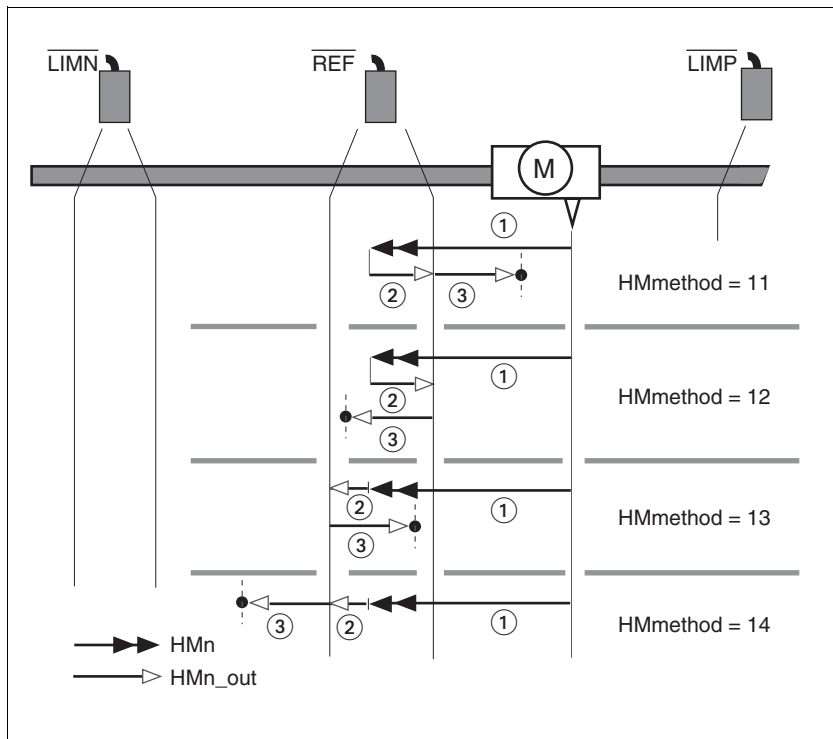 LIMN REF LIMP
M
1
2 3 HMmethod = 11
1
2 HMmethod = 12
3
2 1 HMmethod = 13
3
3 2 1 HMmethod = 14
HMn
HMn_out